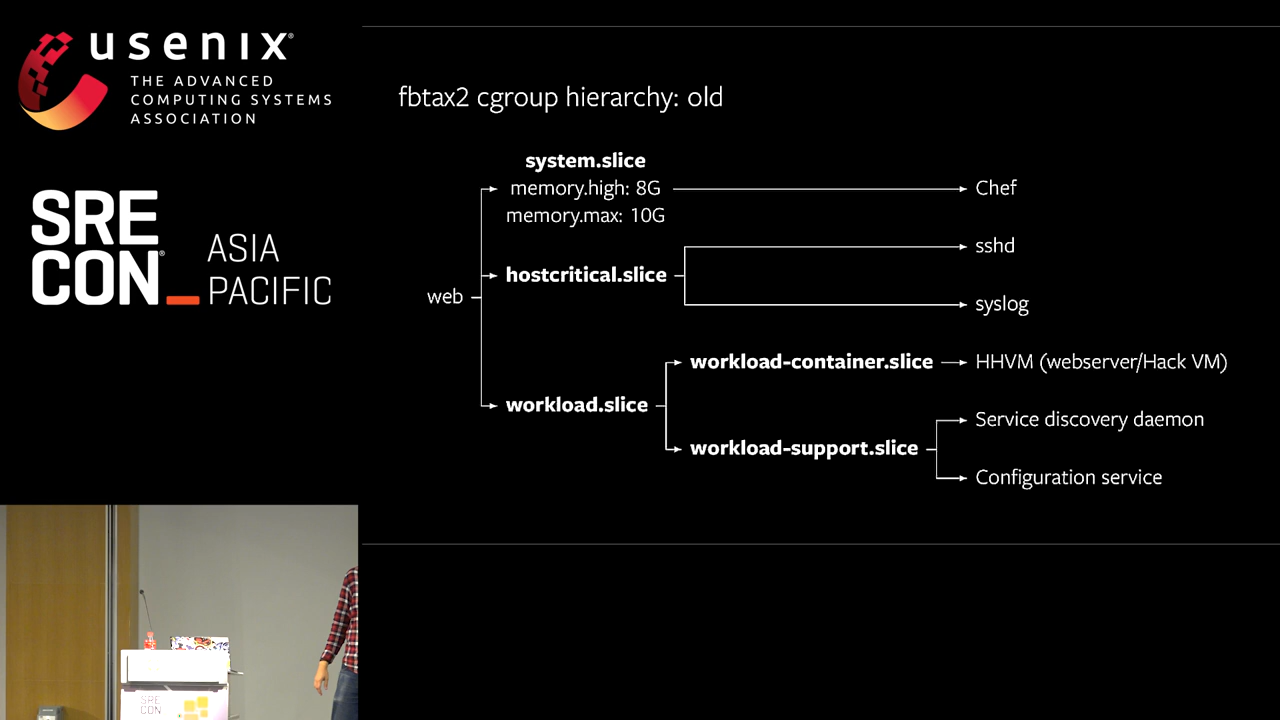 usenix®
THE ADVANCED
COMPUTING SYSTEMS
ASSOCIATION
SRE
CON®
ASIA
PACIFIC
fbtax2 cgroup hierarchy: old
web
system.slice
memory.high: 8G
memory.max: 10G
Chef
hostcritical.slice
sshd
syslog
workload.slice
workload-container.slice
HHVM (webserver/Hack VM)
workload-support.slice
Service discovery daemon
Configuration service
SRE
CON